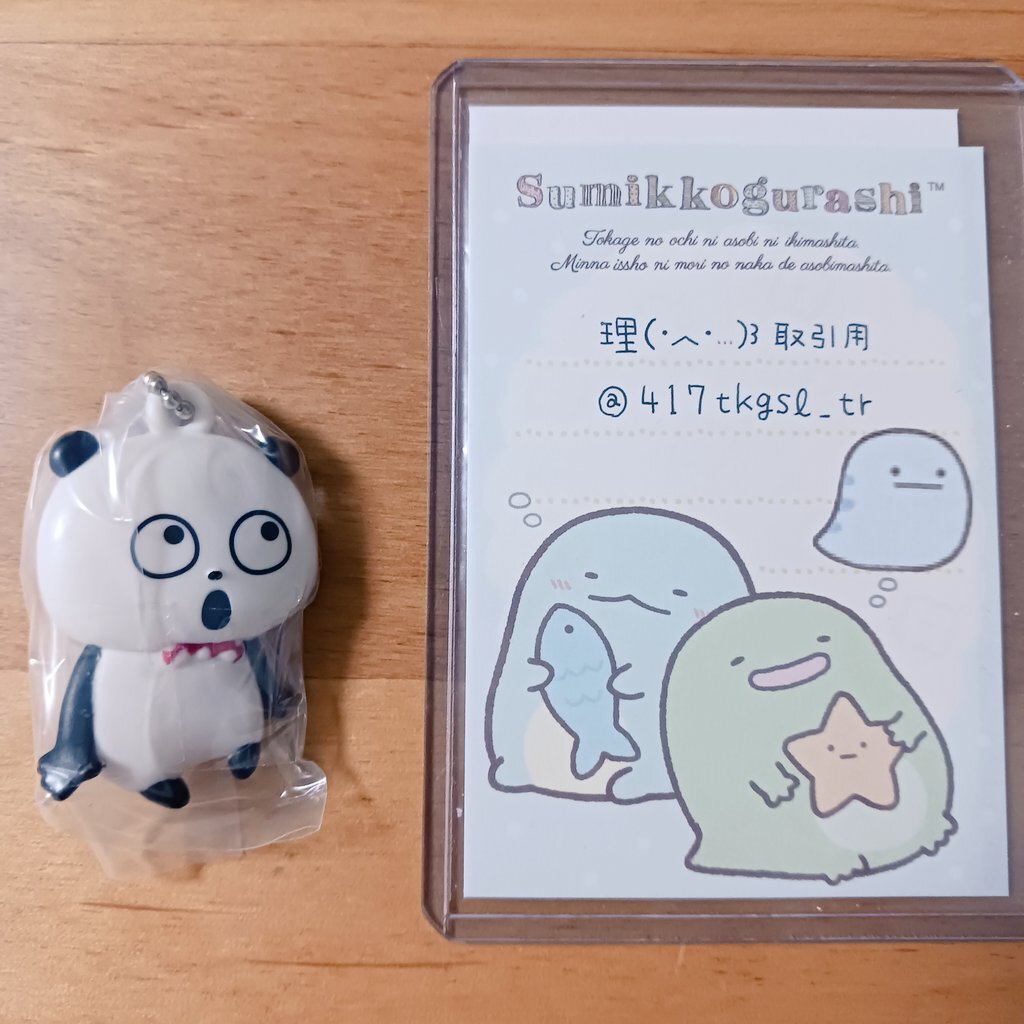 Sumikkogurashi™
Tokage no ochi ni asobi ni ikimashita.
Minna issho ni mori no naka de asobimashita.
理(･︿･…)3 取引用
@417tkgsl_tr